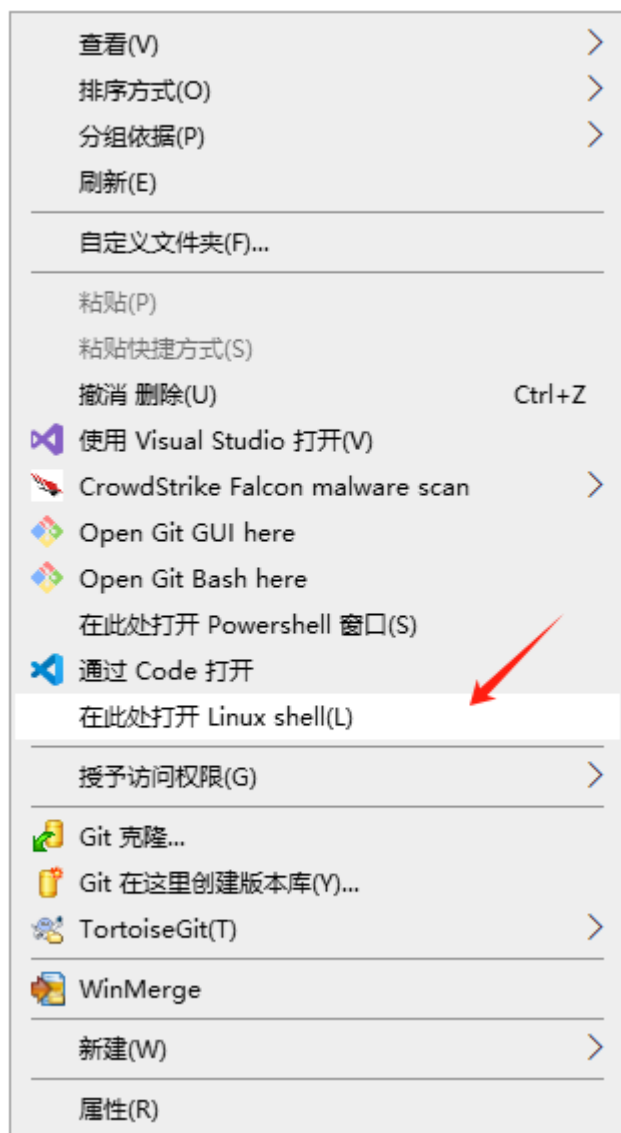 查看(V)
排序方式(O)
分组依据(P)
刷新(E)
自定义文件夹(F)...
粘贴(P)
粘贴快捷方式(S)
撤消 删除(U) Ctrl+Z
使用 Visual Studio 打开(V)
CrowdStrike Falcon malware scan
Open Git GUI here
Open Git Bash here
在此处打开 Powershell 窗口(S)
通过 Code 打开
在此处打开 Linux shell(L)
授予访问权限(G)
Git 克隆...
Git 在这里创建版本库(Y)...
TortoiseGit(T)
WinMerge
新建(W)
属性(R)